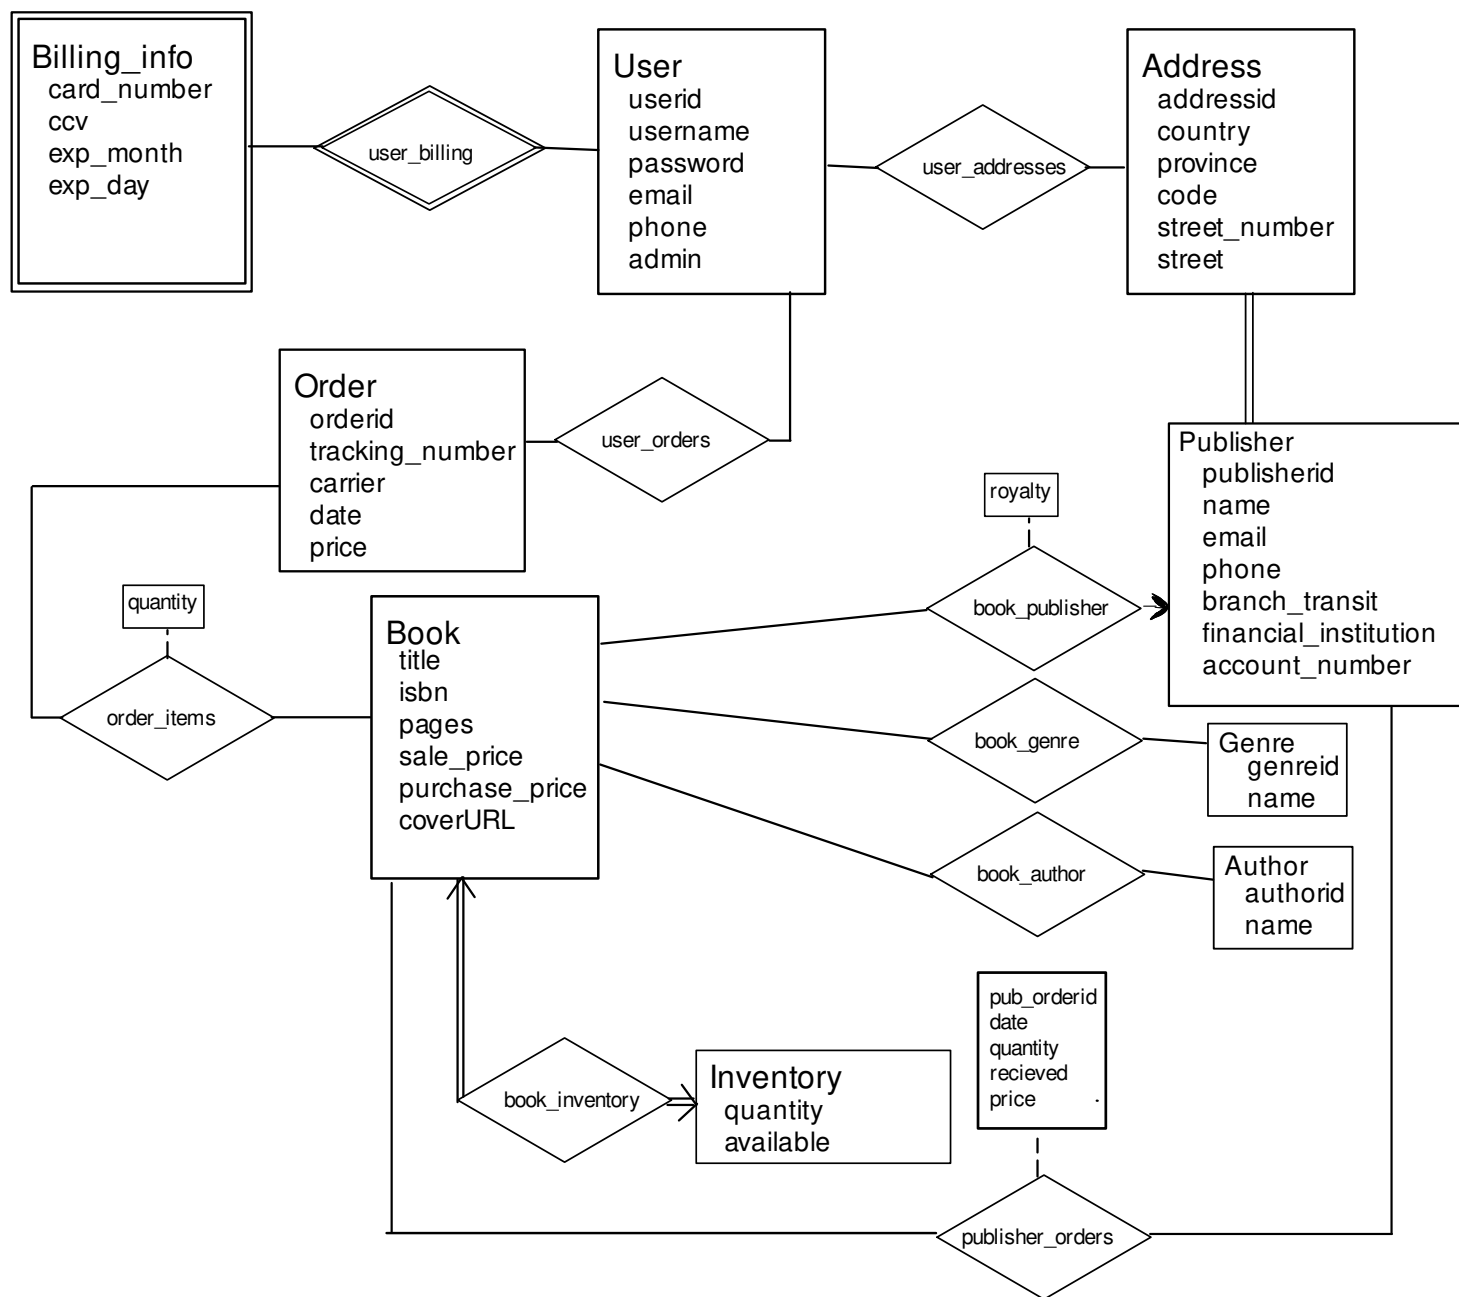 Billing_info
card_number
ccv
exp_month
exp_day
user_billing
User
userid
username
password
email
phone
admin
user_addresses
Address
addressid
country
province
code
street_number
street
Order
orderid
tracking_number
carrier
date
price
user_orders
Publisher
publisherid
name
email
phone
branch_transit
financial_institution
account_number
royalty
book_publisher
quantity
order_items
Book
title
isbn
pages
sale_price
purchase_price
coverURL
book_genre
Genre
genreid
name
book_author
Author
authorid
name
book_inventory
Inventory
quantity
available
pub_orderid
date
quantity
recieved
price .
publisher_orders